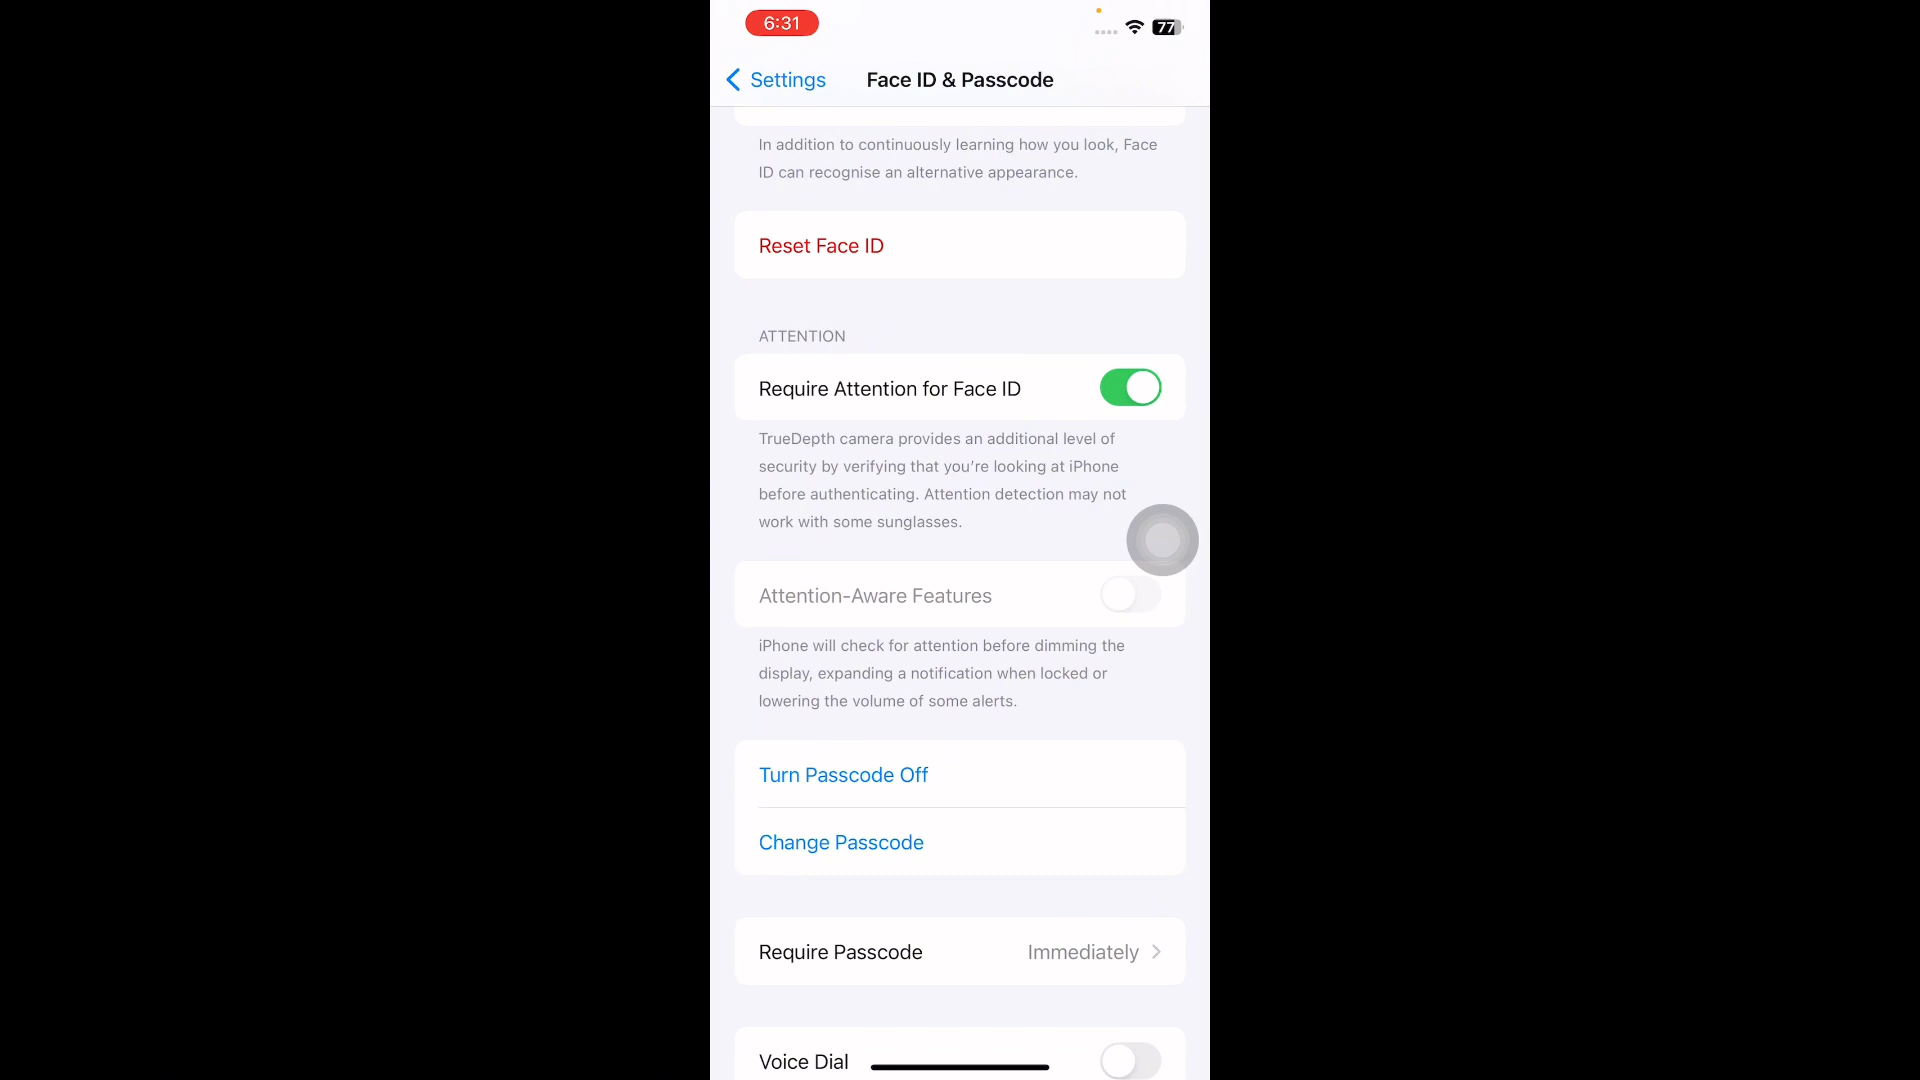 6:31
77
Settings
Face ID & Passcode
In addition to continuously learning how you look, Face
ID can recognise an alternative appearance.
Reset Face ID
ATTENTION
Require Attention for Face ID
TrueDepth camera provides an additional level of
security by verifying that you're looking at iPhone
before authenticating. Attention detection may not
work with some sunglasses.
Attention-Aware Features
iPhone will check for attention before dimming the
display, expanding a notification when locked or
lowering the volume of some alerts.
Turn Passcode Off
Change Passcode
Require Passcode Immediately
Voice Dial